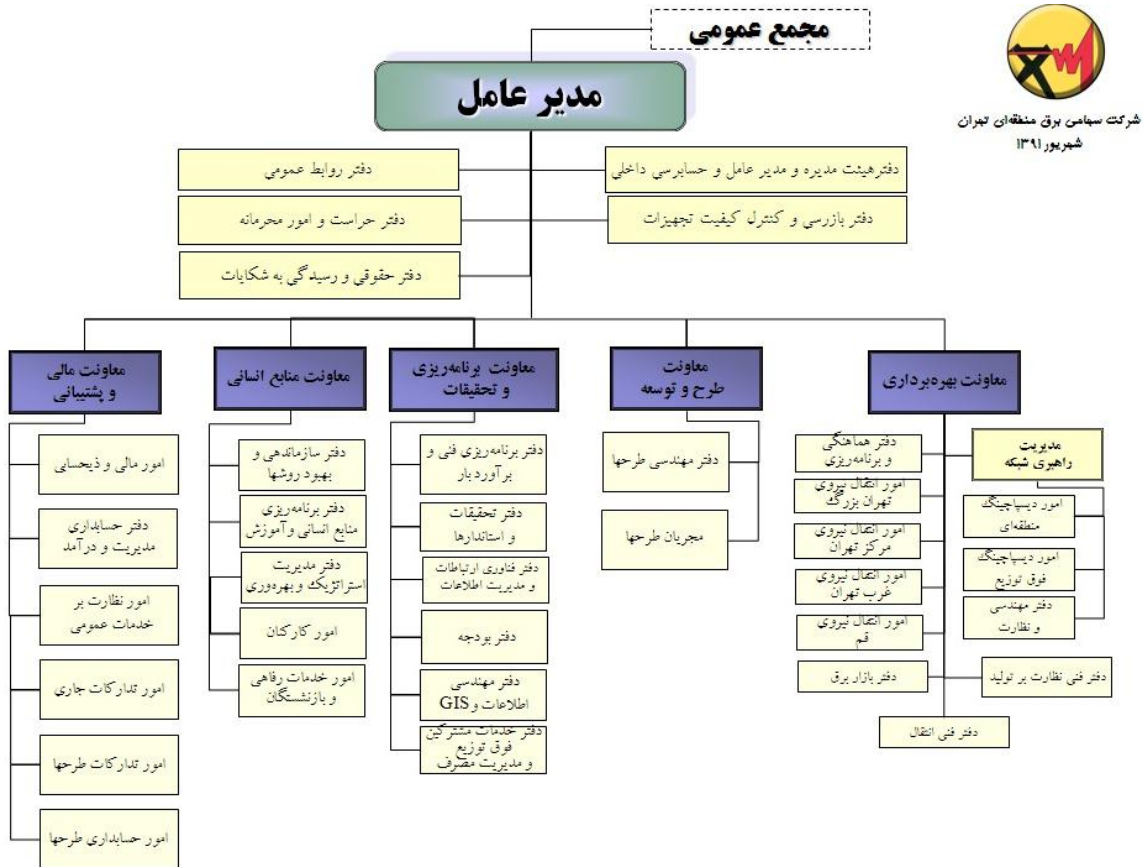 مجمع عمومی
مدیر عامل
شرکت سهامی برق منطقه‌ای تهران
شهریور ۱۳۹۱
دفترهیئت مدیره و مدیر عامل و حسابرسی داخلی
دفتر روابط عمومی
دفتر بازرسی و کنترل کیفیت تجهیزات
دفتر حراست و امور محرمانه
دفتر حقوقی و رسیدگی به شکایات
معاونت بهره‌برداری
مدیریت
راهبری شبکه
امور دیسپاچینگ
منطقه‌ای
امور دیسپاچینگ
فوق توزیع
دفتر مهندسی
و نظارت
دفتر فنی نظارت بر تولید
دفتر هماهنگی
و برنامه‌ریزی
امور انتقال نیروی
تهران بزرگ
امور انتقال نیروی
مرکز تهران
امور انتقال نیروی
غرب تهران
امور انتقال نیروی
قم
دفتر بازار برق
دفتر فنی انتقال
معاونت
طرح و توسعه
دفتر مهندسی طرحها
مجریان طرحها
معاونت برنامه‌ریزی
و تحقیقات
دفتر برنامه‌ریزی فنی و
برآورد بار
دفتر تحقیقات
و استانداردها
دفتر فناوری ارتباطات
و مدیریت اطلاعات
دفتر بودجه
دفتر مهندسی
اطلاعات و GIS
دفتر خدمات مشترکین
فوق توزیع
و مدیریت مصرف
معاونت منابع انسانی
دفتر سازماندهی و
بهبود روشها
دفتر برنامه‌ریزی
منابع انسانی و آموزش
دفتر مدیریت
استراتژیک و بهره‌وری
امور کارکنان
امور خدمات رفاهی
و بازنشستگان
معاونت مالی
و پشتیبانی
امور مالی و ذیحسابی
دفتر حسابداری
مدیریت و درآمد
امور نظارت بر
خدمات عمومی
امور تدارکات جاری
امور تدارکات طرحها
امور حسابداری طرحها